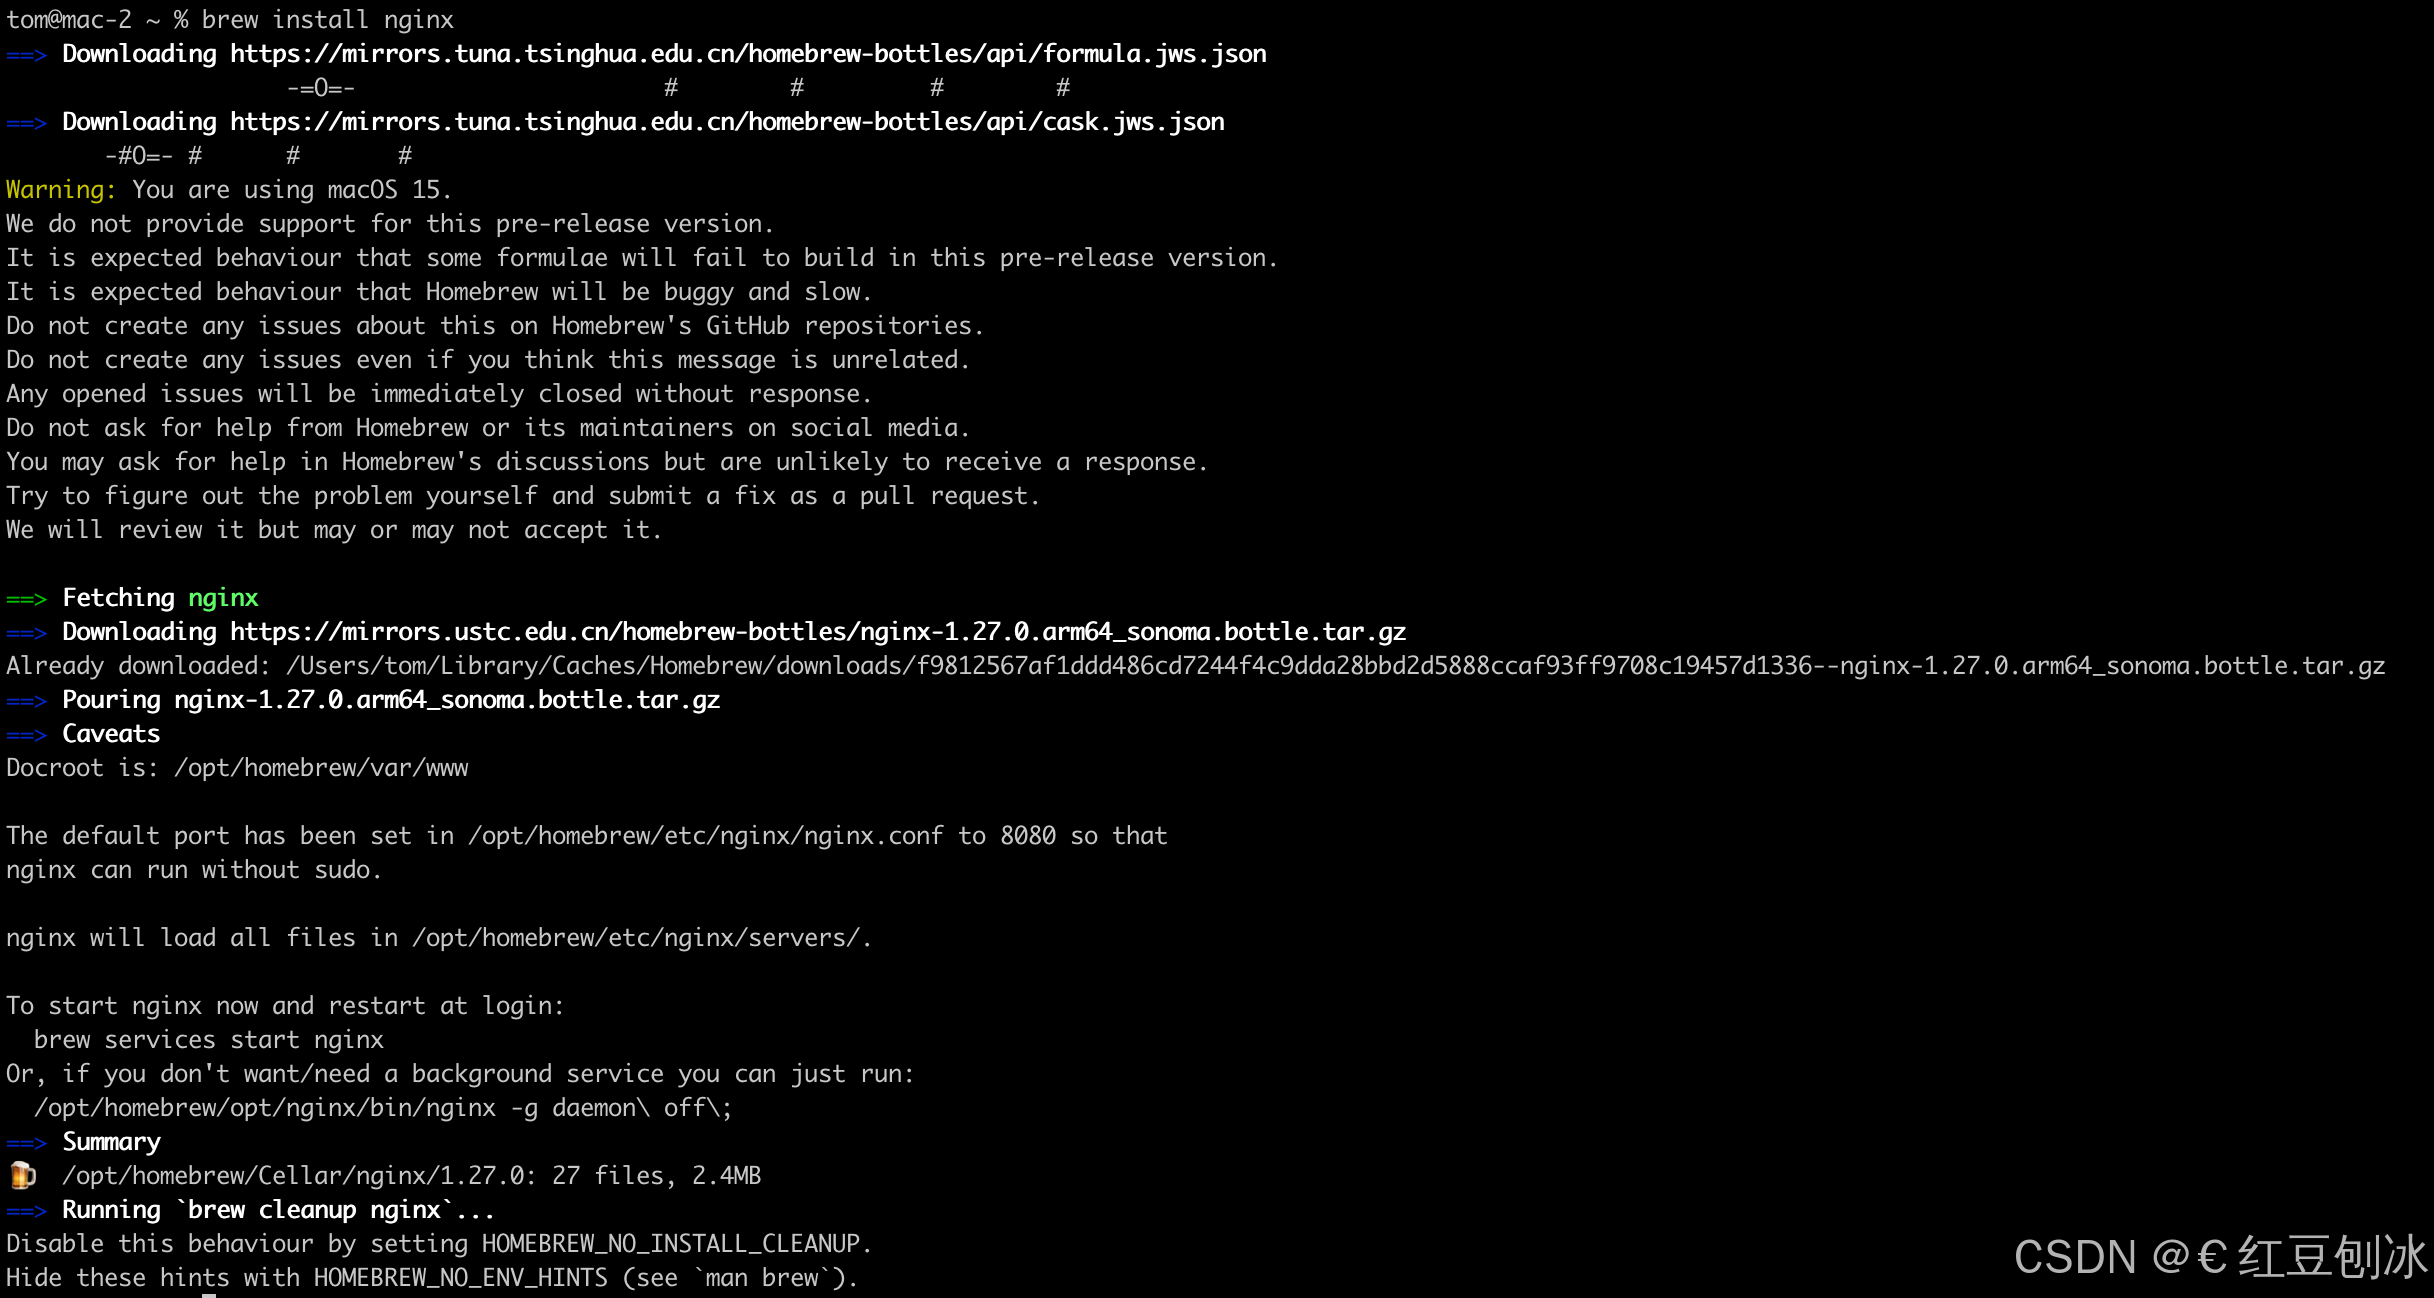 tom@mac-2 ~ % brew install nginx
==> Downloading https://mirrors.tuna.tsinghua.edu.cn/homebrew-bottles/api/formula.jws.json
-=O=- # # # #
==> Downloading https://mirrors.tuna.tsinghua.edu.cn/homebrew-bottles/api/cask.jws.json
-#O=- # # #
Warning: You are using macOS 15.
We do not provide support for this pre-release version.
It is expected behaviour that some formulae will fail to build in this pre-release version.
It is expected behaviour that Homebrew will be buggy and slow.
Do not create any issues about this on Homebrew's GitHub repositories.
Do not create any issues even if you think this message is unrelated.
Any opened issues will be immediately closed without response.
Do not ask for help from Homebrew or its maintainers on social media.
You may ask for help in Homebrew's discussions but are unlikely to receive a response.
Try to figure out the problem yourself and submit a fix as a pull request.
We will review it but may or may not accept it.
==> Fetching nginx
==> Downloading https://mirrors.ustc.edu.cn/homebrew-bottles/nginx-1.27.0.arm64_sonoma.bottle.tar.gz
Already downloaded: /Users/tom/Library/Caches/Homebrew/downloads/f9812567af1ddd486cd7244f4c9dda28bbd2d5888ccaf93ff9708c19457d1336--nginx-1.27.0.arm64_sonoma.bottle.tar.gz
==> Pouring nginx-1.27.0.arm64_sonoma.bottle.tar.gz
==> Caveats
Docroot is: /opt/homebrew/var/www
The default port has been set in /opt/homebrew/etc/nginx/nginx.conf to 8080 so that
nginx can run without sudo.
nginx will load all files in /opt/homebrew/etc/nginx/servers/.
To start nginx now and restart at login:
brew services start nginx
Or, if you don't want/need a background service you can just run:
/opt/homebrew/opt/nginx/bin/nginx -g daemon\ off\;
==> Summary
🍺 /opt/homebrew/Cellar/nginx/1.27.0: 27 files, 2.4MB
==> Running `brew cleanup nginx`...
Disable this behaviour by setting HOMEBREW_NO_INSTALL_CLEANUP.
Hide these hints with HOMEBREW_NO_ENV_HINTS (see `man brew`).
CSDN @€ 红豆刨冰